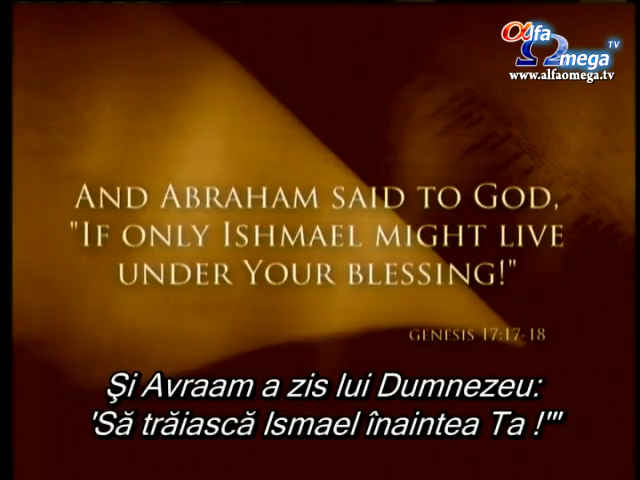 alfa
Omega TV
www.alfaomega.tv
AND ABRAHAM SAID TO GOD,
"IF ONLY ISHMAEL MIGHT LIVE
UNDER YOUR BLESSING!"
GENESIS 17:17-18
Şi Avraam a zis lui Dumnezeu:
'Să trăiască Ismael înaintea Ta !'"